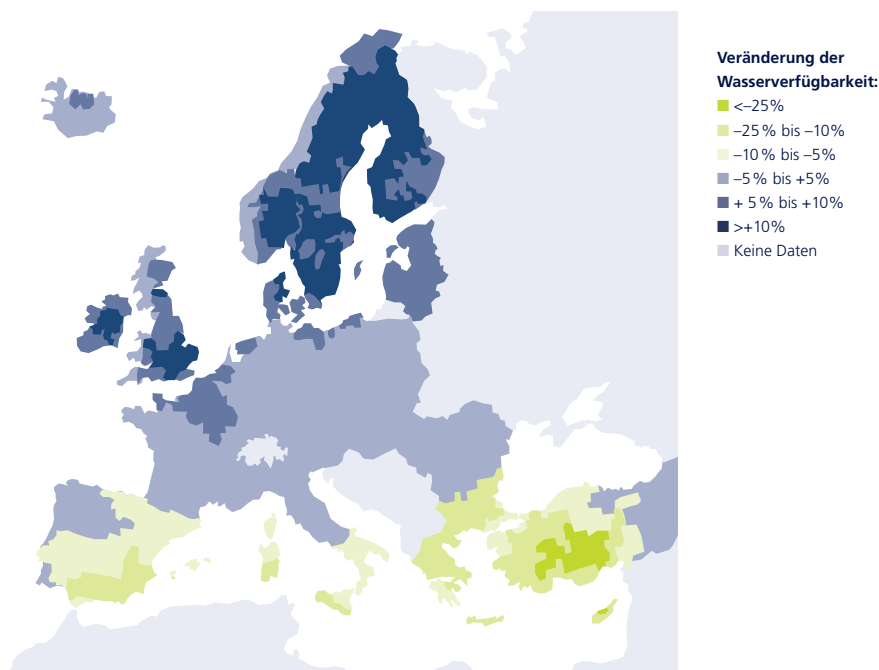 Veränderung der
Wasserverfügbarkeit:
<–25%
–25 % bis –10%
–10 % bis –5%
–5 % bis +5%
+ 5 % bis +10%
>+10%
Keine Daten